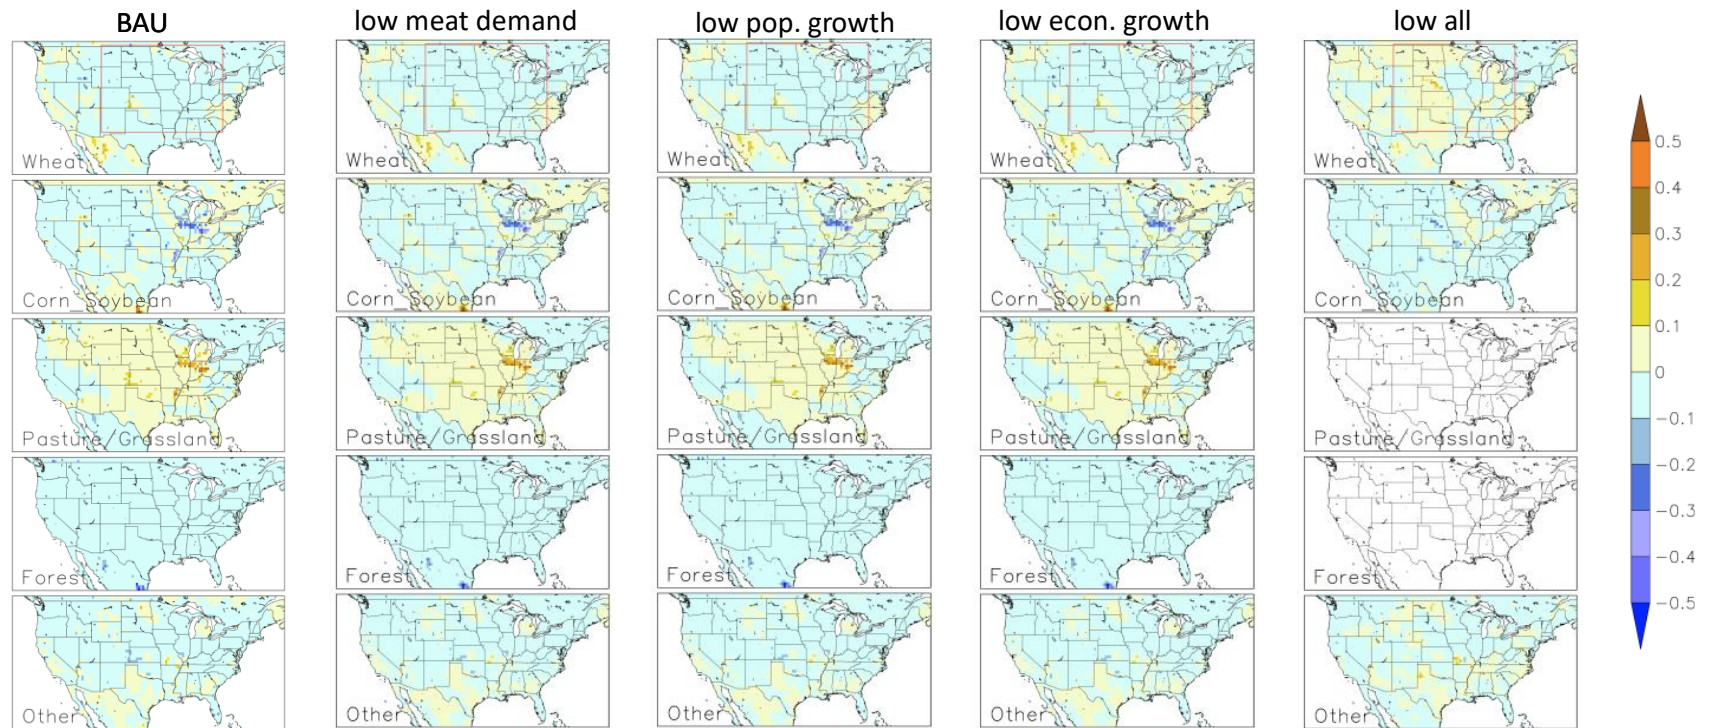 BAU low meat demand low pop. growth low econ. growth low all
Wheat Wheat Wheat Wheat Wheat
Corn_Soybean Corn_Soybean Corn_Soybean Corn_Soybean Corn_Soybean
Pasture/Grassland Pasture/Grassland Pasture/Grassland Pasture/Grassland Pasture/Grassland
Forest Forest Forest Forest Forest
Other Other Other Other Other
0.5
0.4
0.3
0.2
0.1
0
−0.1
−0.2
−0.3
−0.4
−0.5